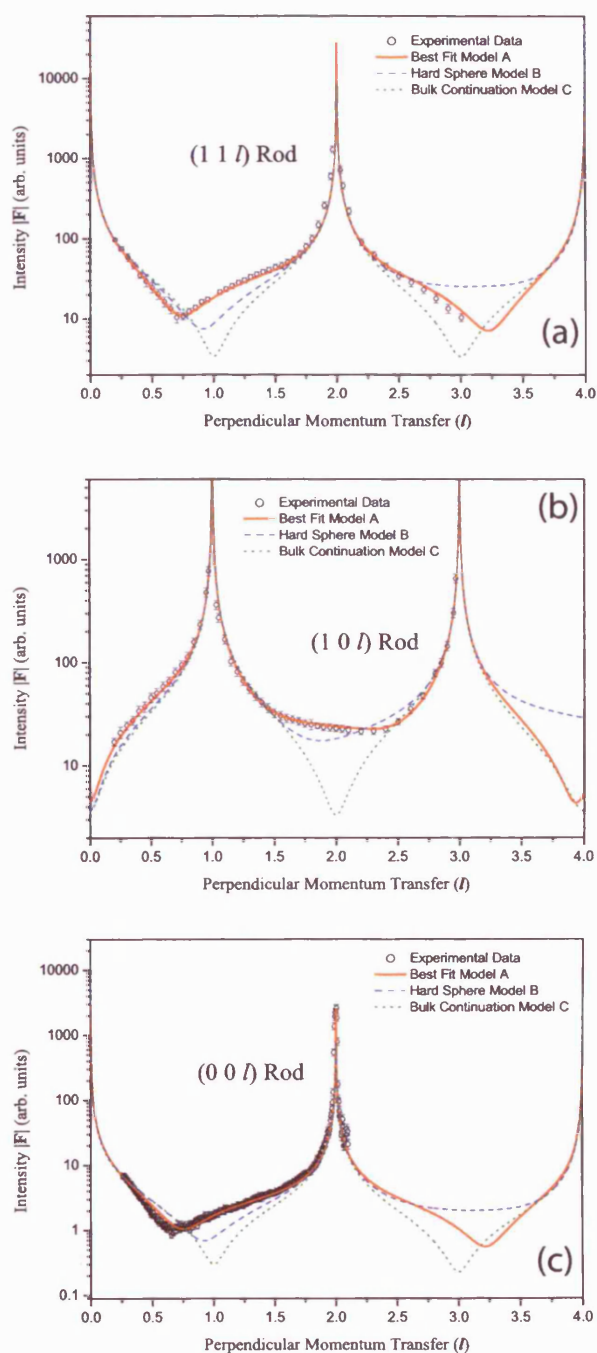 Experimental Data
Best Fit Model A
Hard Sphere Model B
Bulk Continuation Model C
10000
1000
100
10
Intensity |F| (arb. units)
(1 1 l) Rod
(a)
0.0 0.5 1.0 1.5 2.0 2.5 3.0 3.5 4.0
Perpendicular Momentum Transfer (l)
Experimental Data
Best Fit Model A
Hard Sphere Model B
Bulk Continuation Model C
(b)
1000
100
10
Intensity |F| (arb. units)
(1 0 l) Rod
0.0 0.5 1.0 1.5 2.0 2.5 3.0 3.5 4.0
Perpendicular Momentum Transfer (l)
Experimental Data
Best Fit Model A
Hard Sphere Model B
Bulk Continuation Model C
10000
1000
100
10
1
0.1
Intensity |F| (arb. units)
(0 0 l) Rod
(c)
0.0 0.5 1.0 1.5 2.0 2.5 3.0 3.5 4.0
Perpendicular Momentum Transfer (l)